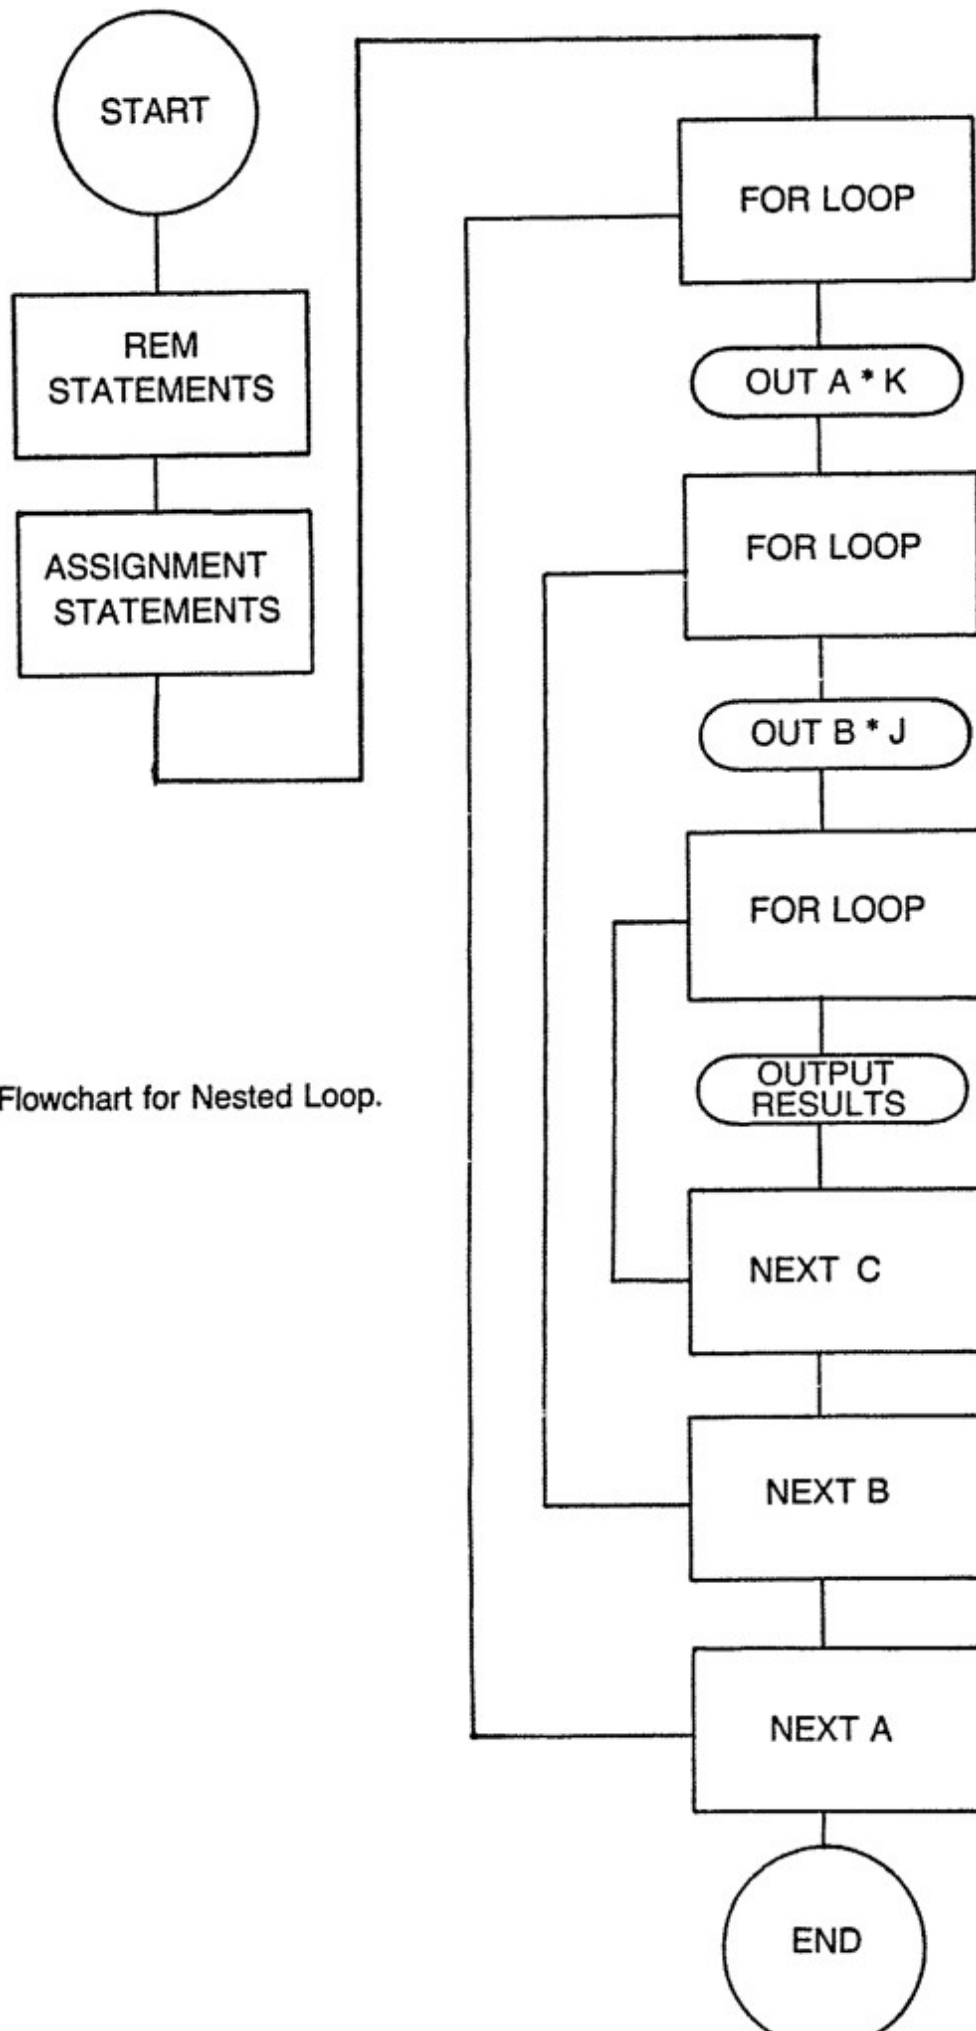 START
REM
STATEMENTS
ASSIGNMENT
STATEMENTS
FOR LOOP
OUT A * K
FOR LOOP
OUT B * J
FOR LOOP
OUTPUT
RESULTS
NEXT C
NEXT B
NEXT A
END
Flowchart for Nested Loop.